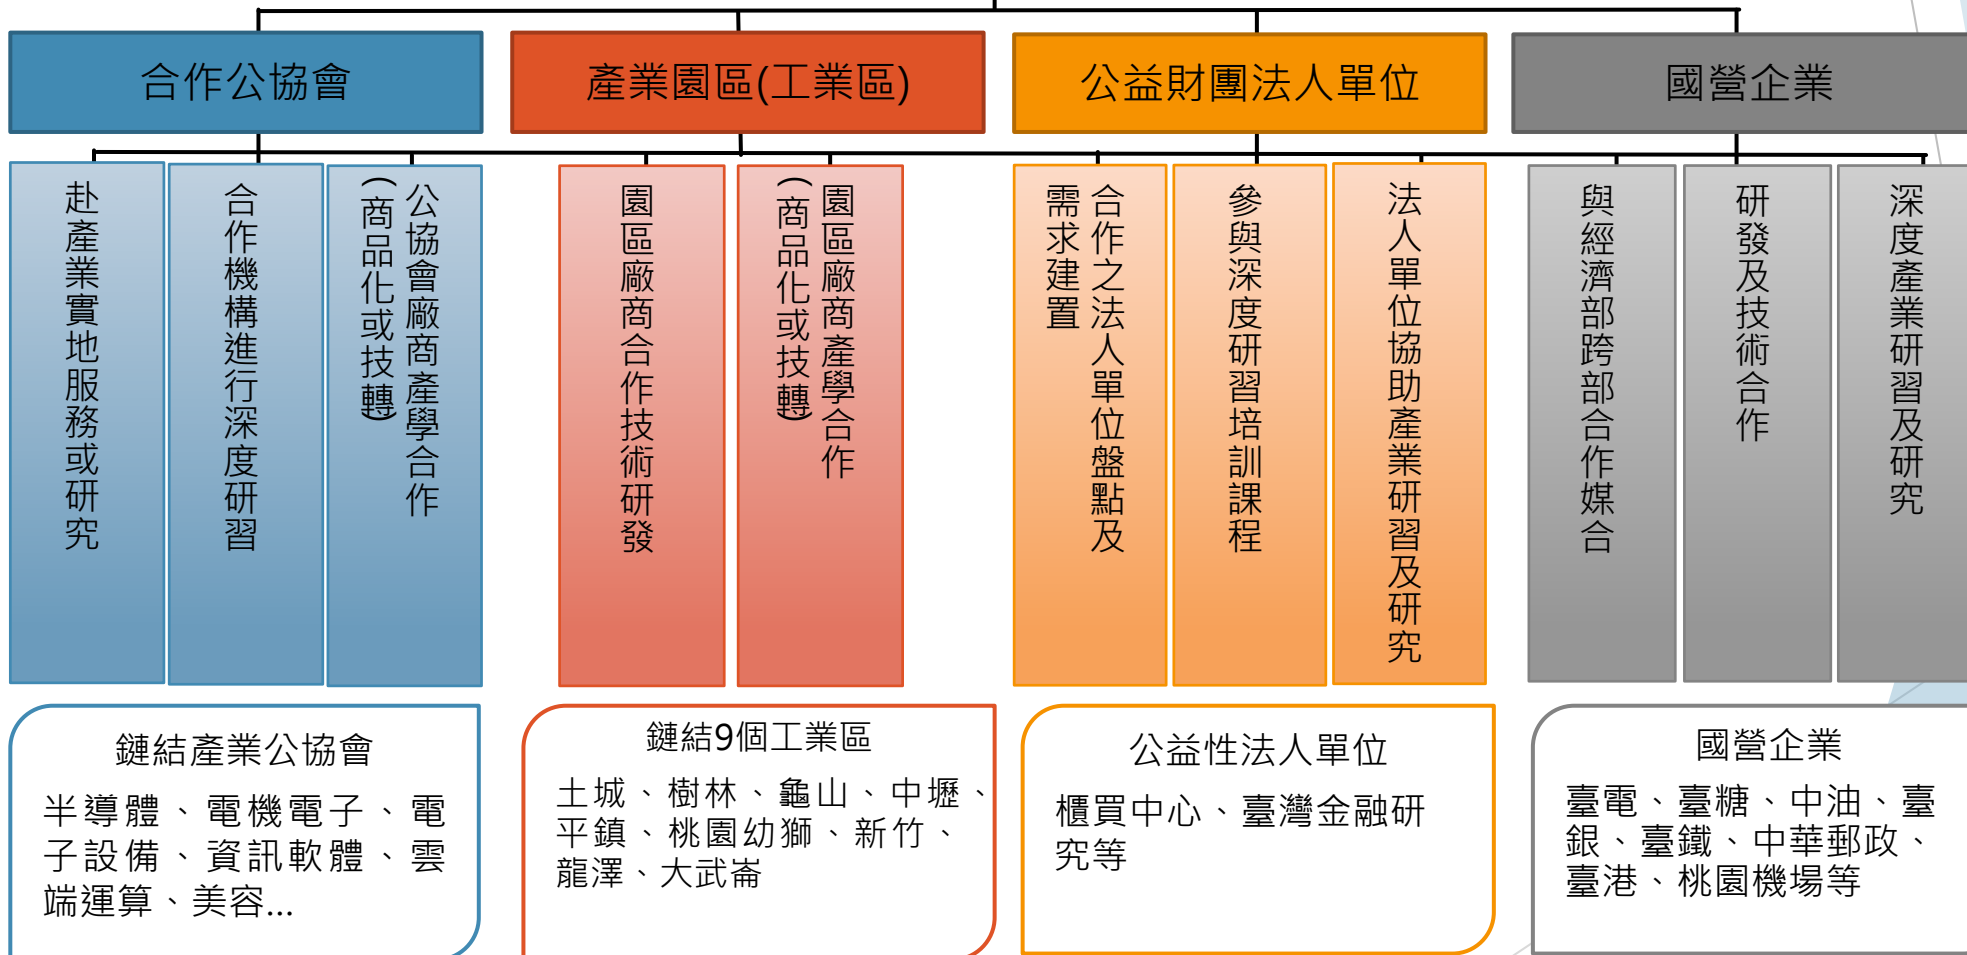 合作公協會
產業園區(工業區)
公益財團法人單位
國營企業
赴產業實地服務或研究
合作機構進行深度研習
公協會廠商產學合作
(商品化或技轉)
園區廠商合作技術研發
園區廠商產學合作
(商品化或技轉)
合作之法人單位盤點及
需求建置
參與深度研習培訓課程
法人單位協助產業研習及研究
與經濟部跨部合作媒合
研發及技術合作
深度產業研習及研究
鏈結產業公協會
半導體、電機電子、電
子設備、資訊軟體、雲
端運算、美容...
鏈結9個工業區
土城、樹林、龜山、中壢、
平鎮、桃園幼獅、新竹、
龍澤、大武崙
公益性法人單位
櫃買中心、臺灣金融研
究等
國營企業
臺電、臺糖、中油、臺
銀、臺鐵、中華郵政、
臺港、桃園機場等